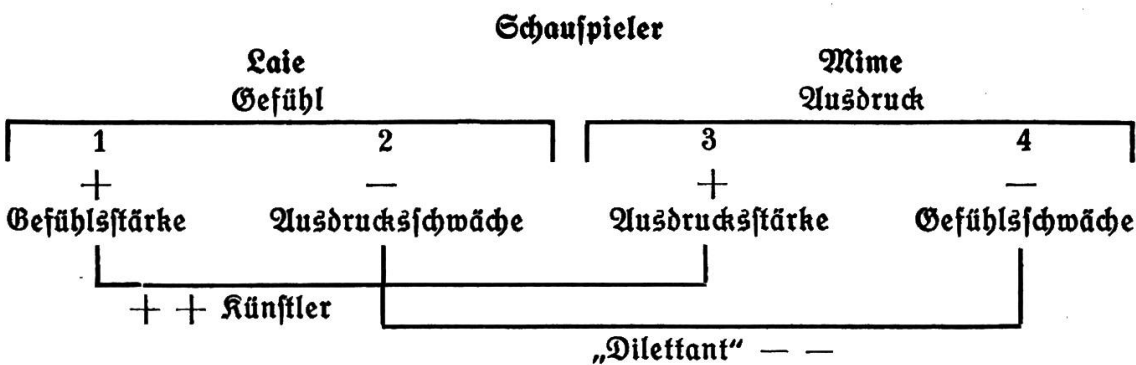 Schauspieler
Laie Mime
Gefühl Ausdruck
1 2 3 4
+ — + —
Gefühlsstärke Ausdrucksschwäche Ausdrucksstärke Gefühlsschwäche
+ + Künstler
„Dilettant“ — —